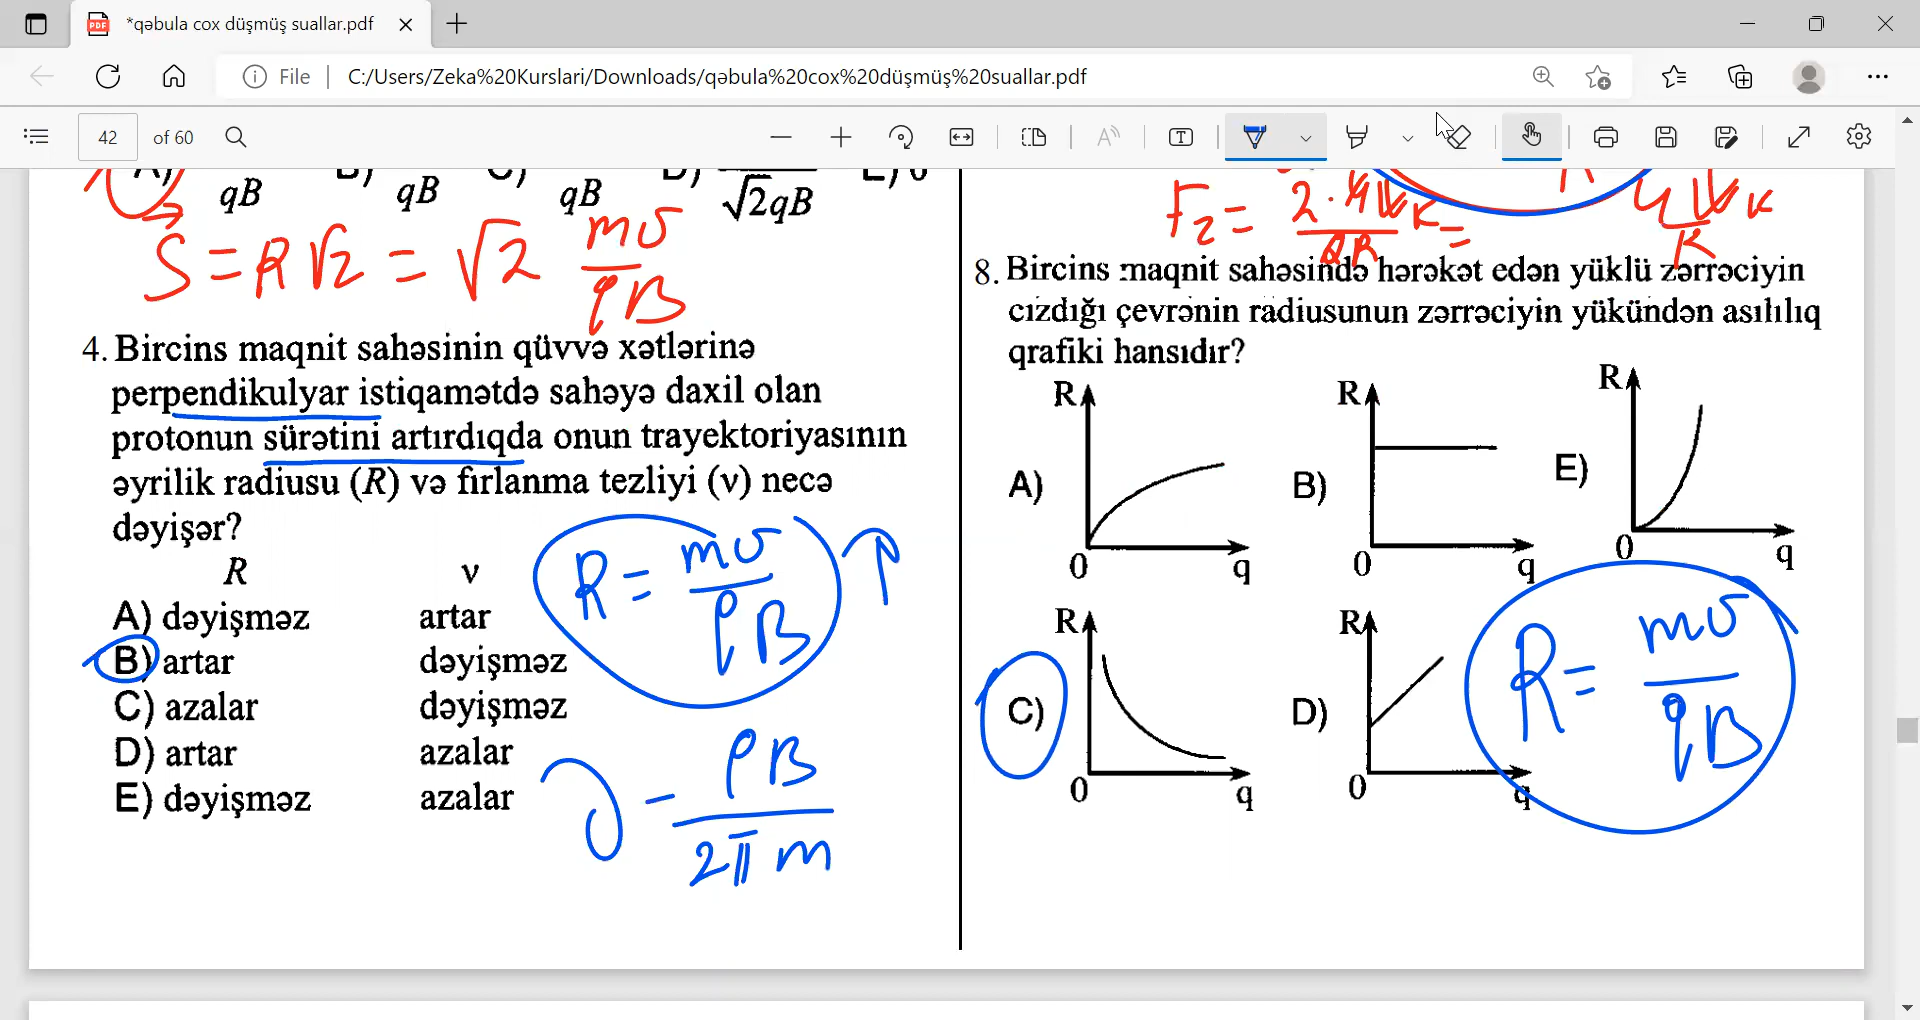 *qəbula cox düşmüş suallar.pdf
File
C:/Users/Zeka%20Kurslari/Downloads/qəbula%20cox%20düşmüş%20suallar.pdf
42 of 60
qB qB qB √2qB
S = R√2 = √2 mʋ/qB
4. Bircins maqnit sahəsinin qüvvə xətlərinə
perpendikulyar istiqamətdə sahəyə daxil olan
protonun sürətini artırdıqda onun trayektoriyasının
əyrilik radiusu (R) və fırlanma tezliyi (ν) necə
dəyişər?
R ν
A) dəyişməz artar
B) artar dəyişməz
C) azalar dəyişməz
D) artar azalar
E) dəyişməz azalar
R = mʋ/qB ↑
ν = qB/2πm
F2 =
8. Bircins maqnit sahəsində hərəkət edən yüklü zərrəciyin
cızdığı çevrənin radiusunun zərrəciyin yükündən asılılıq
qrafiki hansıdır?
A) R 0 q
B) R 0 q
E) R 0 q
C) R 0 q
D) R 0 q
R = mʋ/qB